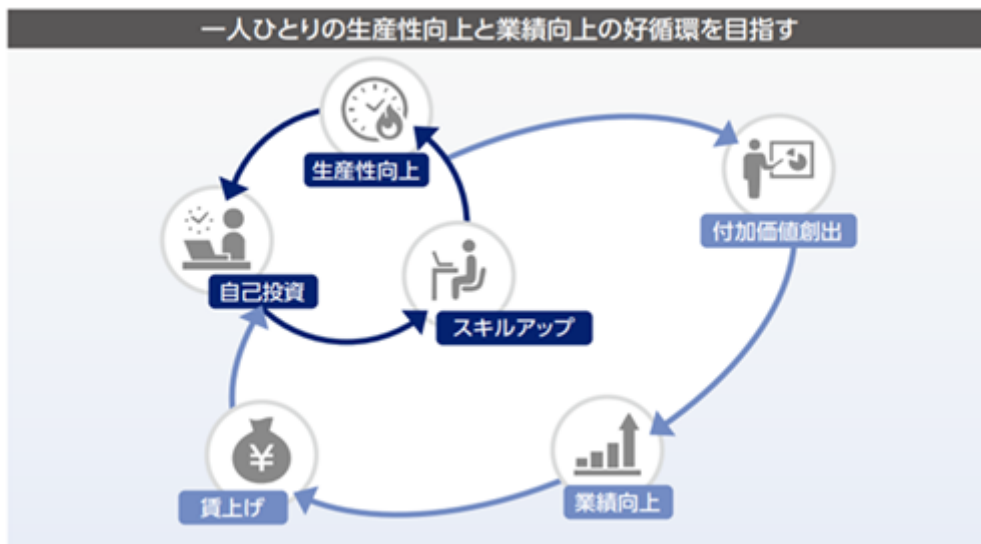 一人ひとりの生産性向上と業績向上の好循環を目指す
生産性向上
付加価値創出
自己投資
スキルアップ
¥
賃上げ
業績向上